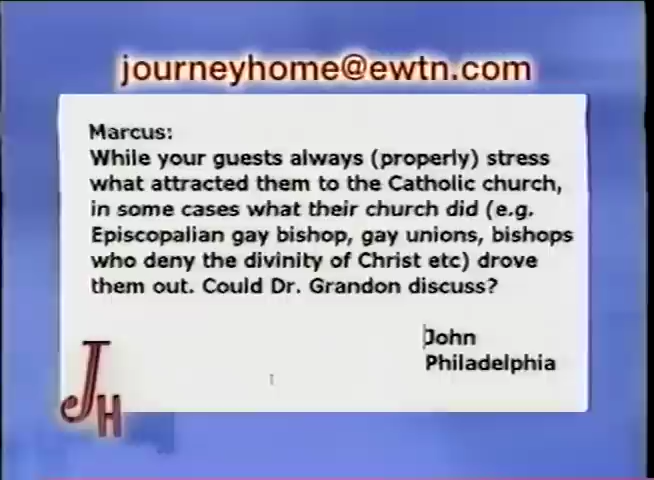 journeyhome@ewtn.com
Marcus:
While your guests always (properly) stress
what attracted them to the Catholic church,
in some cases what their church did (e.g.
Episcopalian gay bishop, gay unions, bishops
who deny the divinity of Christ etc) drove
them out. Could Dr. Grandon discuss?
John
Philadelphia
JH